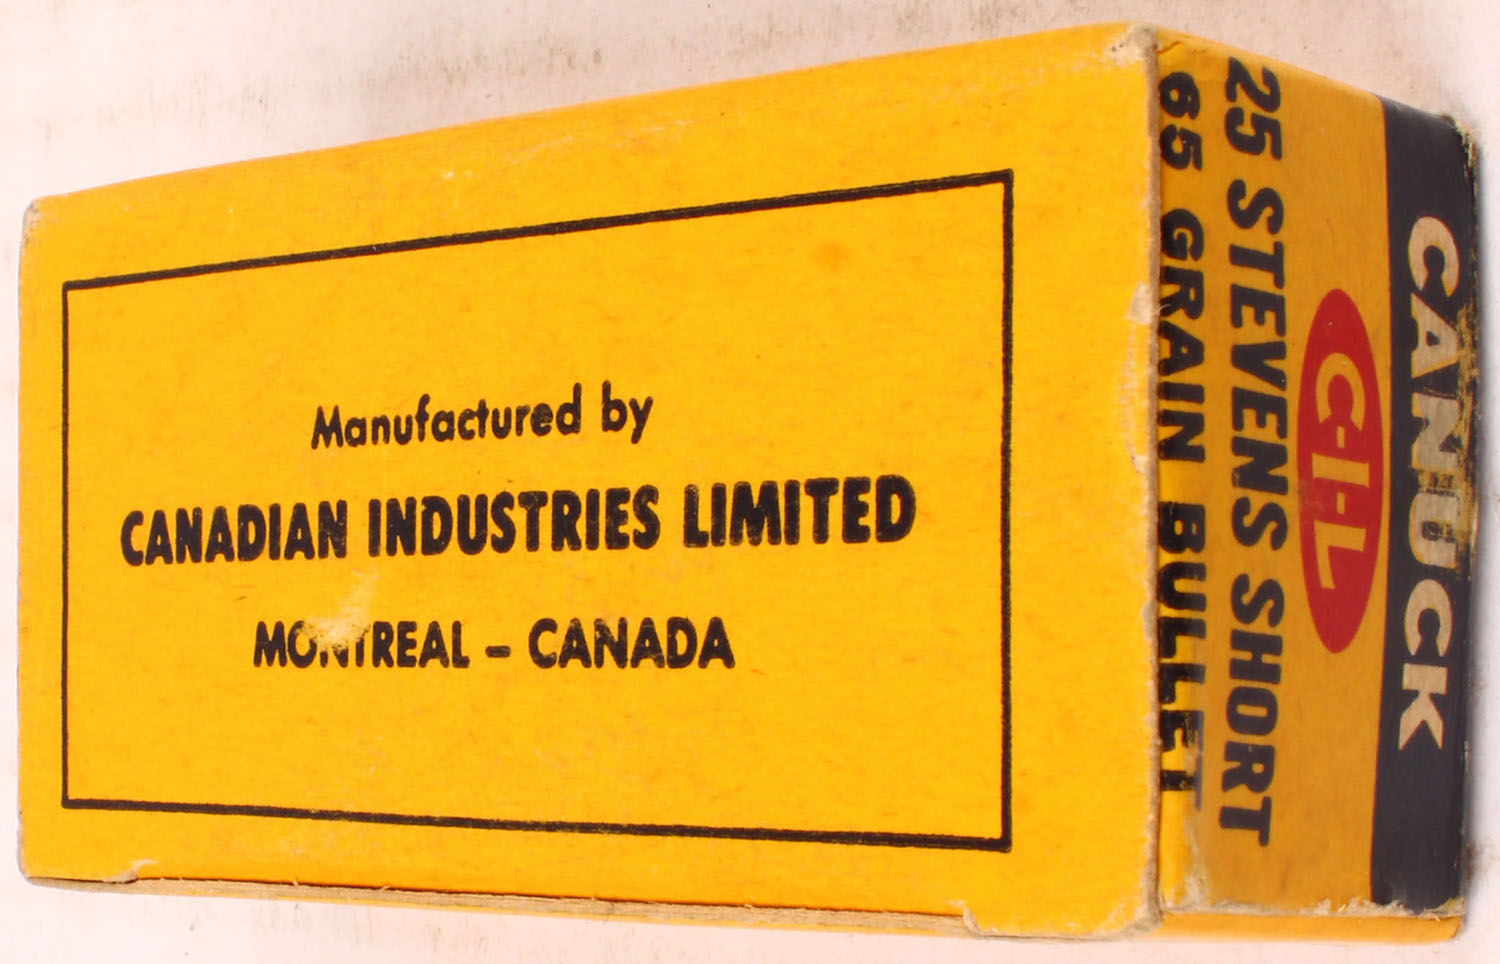 Manufactured by
CANADIAN INDUSTRIES LIMITED
MONTREAL – CANADA
CANUCK
C-I-L
25 STEVENS SHORT
65 GRAIN BULLET